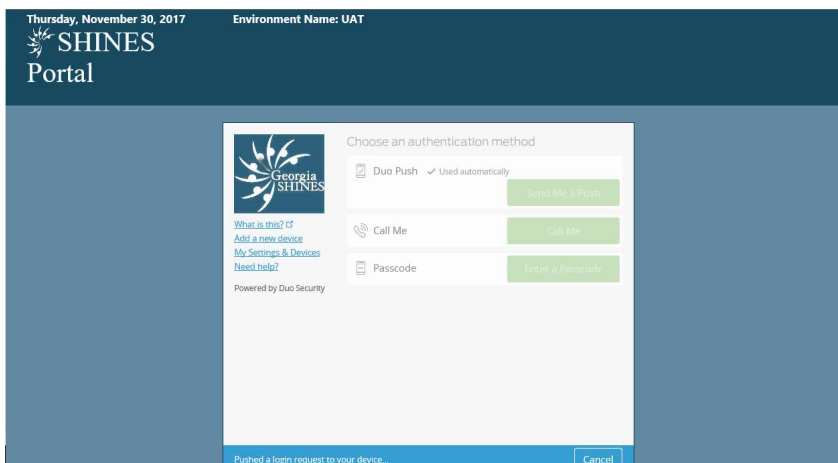 Thursday, November 30, 2017 Environment Name: UAT
SHINES
Portal
Georgia
SHINES
What is this?
Add a new device
My Settings & Devices
Need help?
Powered by Duo Security
Choose an authentication method
Duo Push ✓ Used automatically
Send Me a Push
Call Me Call Me
Passcode Enter a Passcode
Pushed a login request to your device... Cancel